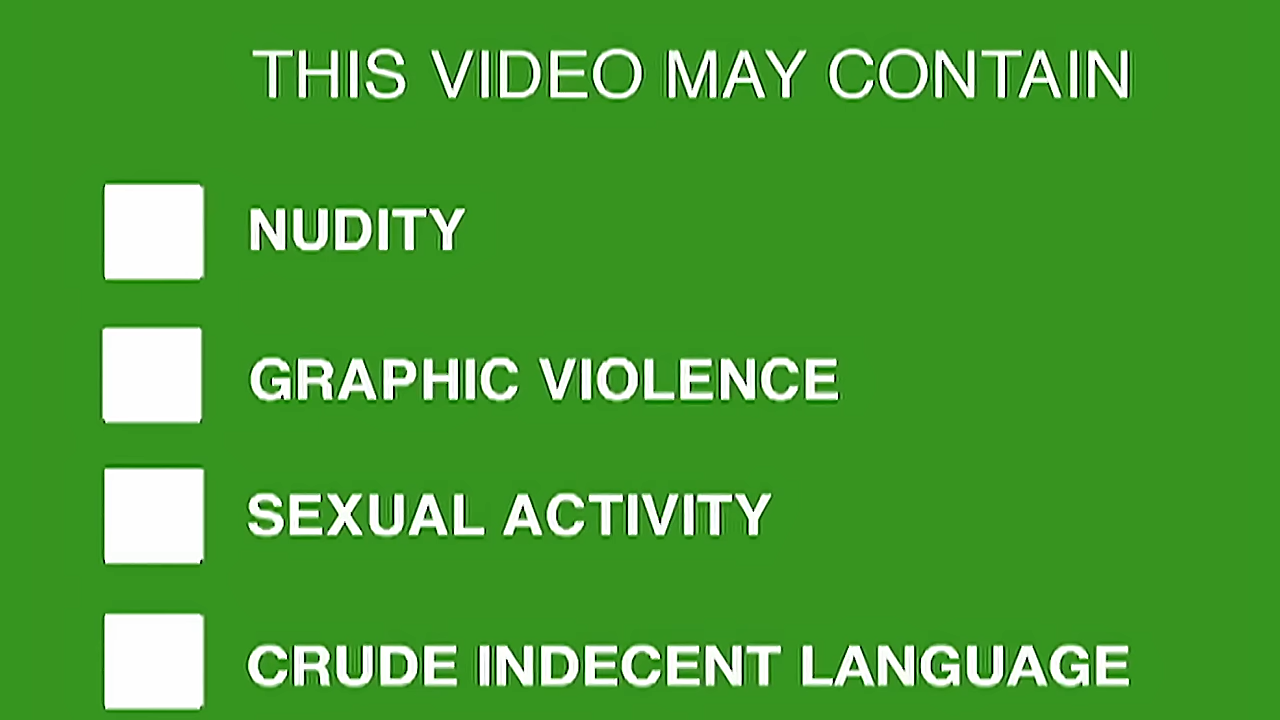 THIS VIDEO MAY CONTAIN
NUDITY
GRAPHIC VIOLENCE
SEXUAL ACTIVITY
CRUDE INDECENT LANGUAGE